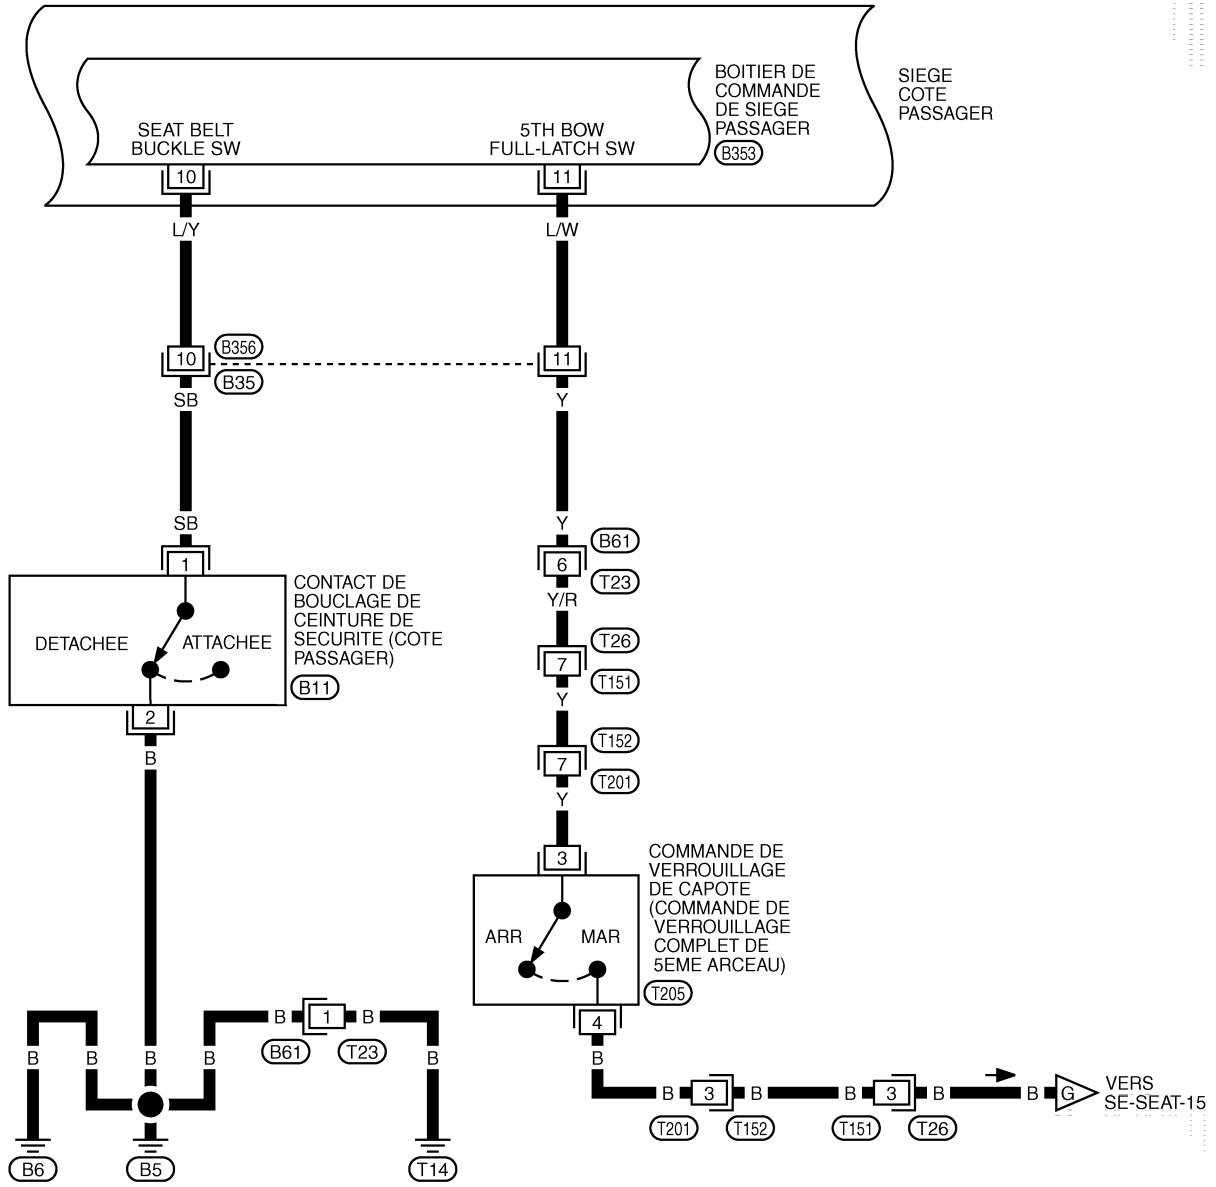 BOITIER DE
COMMANDE
DE SIEGE
PASSAGER
B353
SIEGE
COTE
PASSAGER
SEAT BELT
BUCKLE SW
5TH BOW
FULL-LATCH SW
10
11
L/Y
L/W
B356
10
11
B35
SB
Y
SB
Y
B61
1
6
T23
CONTACT DE
BOUCLAGE DE
CEINTURE DE
SECURITE (COTE
PASSAGER)
B11
Y/R
DETACHEE
ATTACHEE
T26
7
T151
Y
2
B
T152
7
T201
Y
3
COMMANDE DE
VERROUILLAGE
DE CAPOTE
(COMMANDE DE
VERROUILLAGE
COMPLET DE
5EME ARCEAU)
T205
ARR
MAR
4
B
1
B
B61
T23
B
B
B
B
B
B
B
3
B
B
3
B
B
G
VERS
SE-SEAT-15
T201
T152
T151
T26
B6
B5
T14